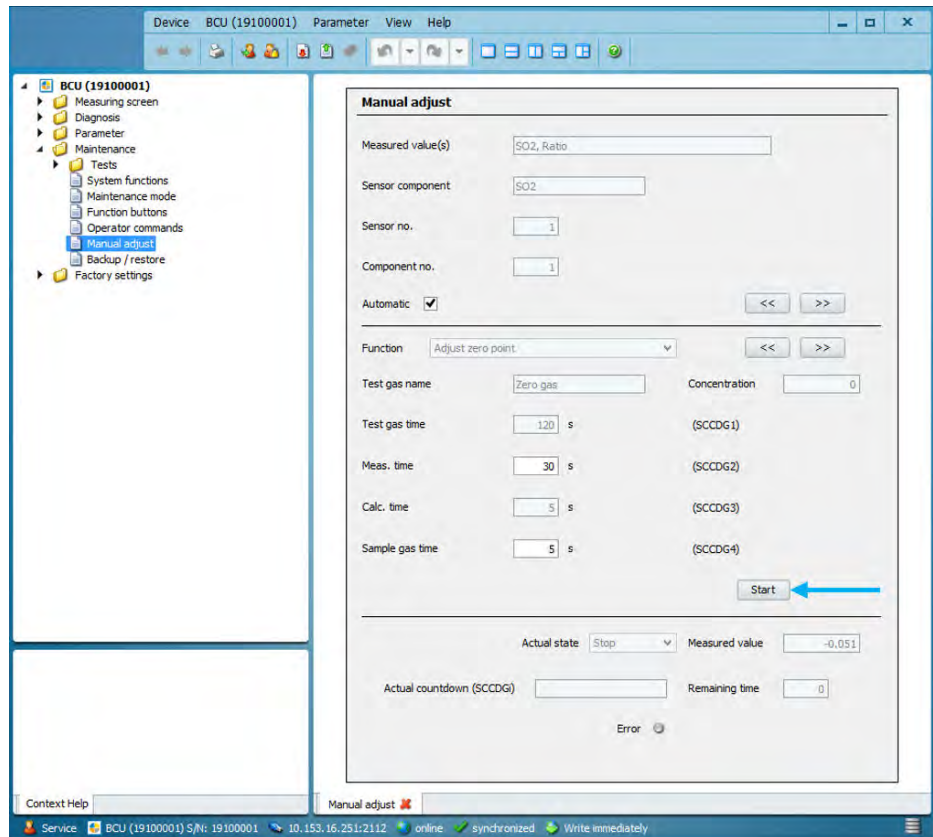 Device BCU (19100001) Parameter View Help
BCU (19100001)
Measuring screen
Diagnosis
Parameter
Maintenance
Tests
System functions
Maintenance mode
Function buttons
Operator commands
Manual adjust
Backup / restore
Factory settings
Context Help
Manual adjust
Measured value(s) SO2, Ratio
Sensor component SO2
Sensor no. 1
Component no. 1
Automatic << >>
Function Adjust zero point << >>
Test gas name Zero gas Concentration 0
Test gas time 120 s (SCCDG1)
Meas. time 30 s (SCCDG2)
Calc. time 5 s (SCCDG3)
Sample gas time 5 s (SCCDG4)
Start
Actual state Stop Measured value -0.051
Actual countdown (SCCDGi) Remaining time 0
Error
Manual adjust
Service BCU (19100001) S/N: 19100001 10.153.16.251:2112 online synchronized Write immediately